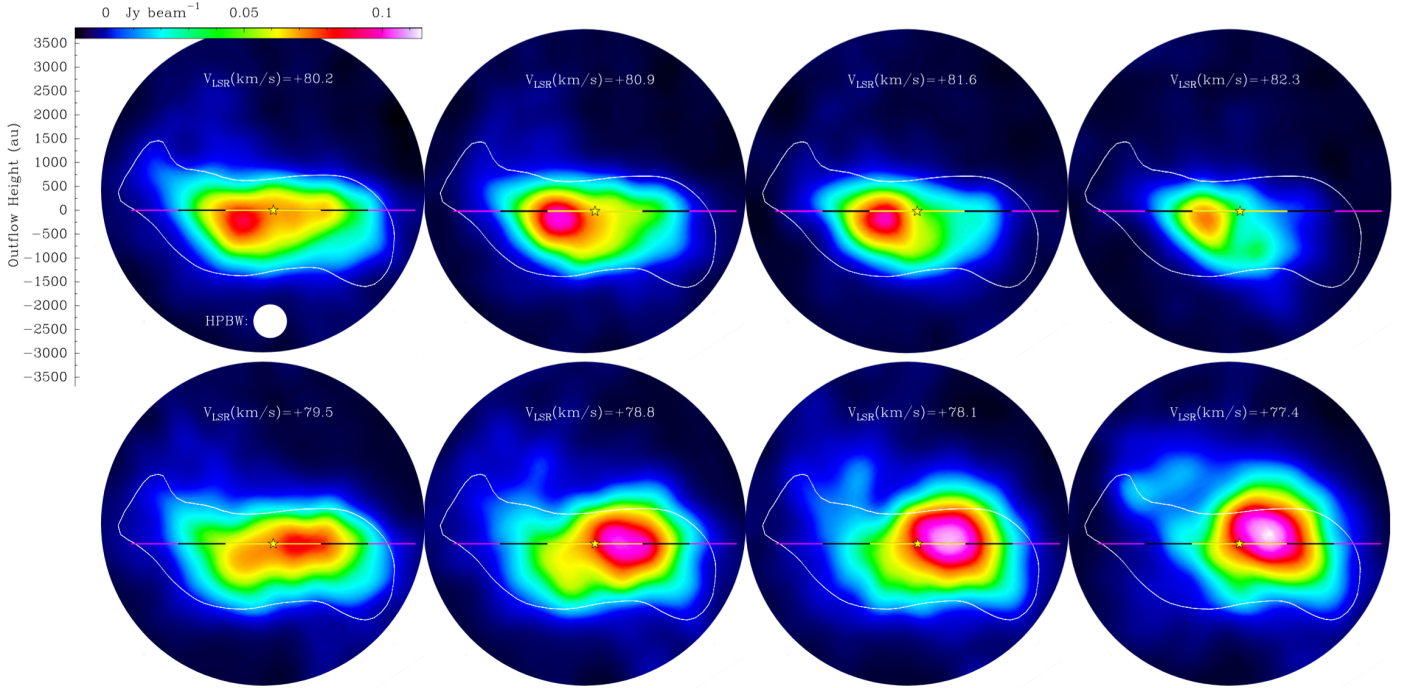 0 Jy beam⁻¹ 0.05 0.1
3500
3000
2500
2000
1500
1000
500
0
−500
−1000
−1500
−2000
−2500
−3000
−3500
Outflow Height (au)
V_LSR(km/s)=+80.2
V_LSR(km/s)=+80.9
V_LSR(km/s)=+81.6
V_LSR(km/s)=+82.3
HPBW:
V_LSR(km/s)=+79.5
V_LSR(km/s)=+78.8
V_LSR(km/s)=+78.1
V_LSR(km/s)=+77.4